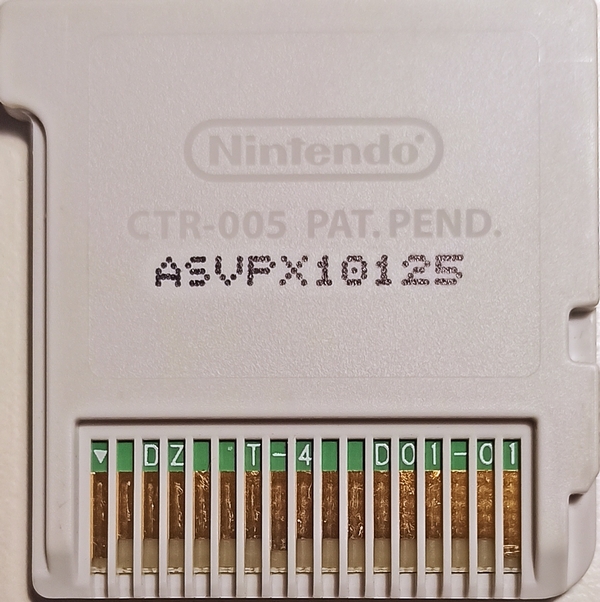 Nintendo®
CTR-005 PAT. PEND.
ASVPX10125
▼ DZ T-4 D01-01